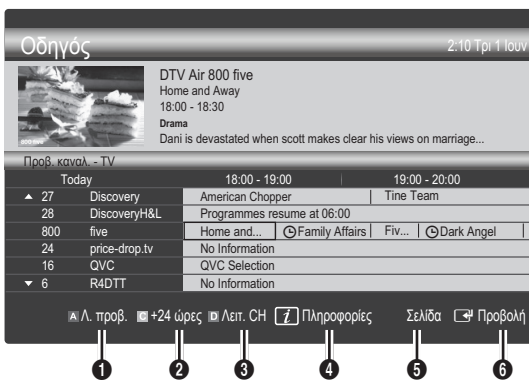 Οδηγός 2:10 Τρι 1 Ιουν
DTV Air 800 five
Home and Away
18:00 - 18:30
Drama
Dani is devastated when scott makes clear his views on marriage...
800 five
Προβ. καναλ. - TV
Today 18:00 - 19:00 19:00 - 20:00
▲ 27 Discovery American Chopper Tine Team
28 DiscoveryH&L Programmes resume at 06:00
800 five Home and... Family Affairs Fiv... Dark Angel
24 price-drop.tv No Information
16 QVC QVC Selection
▼ 6 R4DTT No Information
A Λ. προβ. C +24 ώρες D Λειτ. CH i Πληροφορίες Σελίδα Προβολή
1 2 3 4 5 6